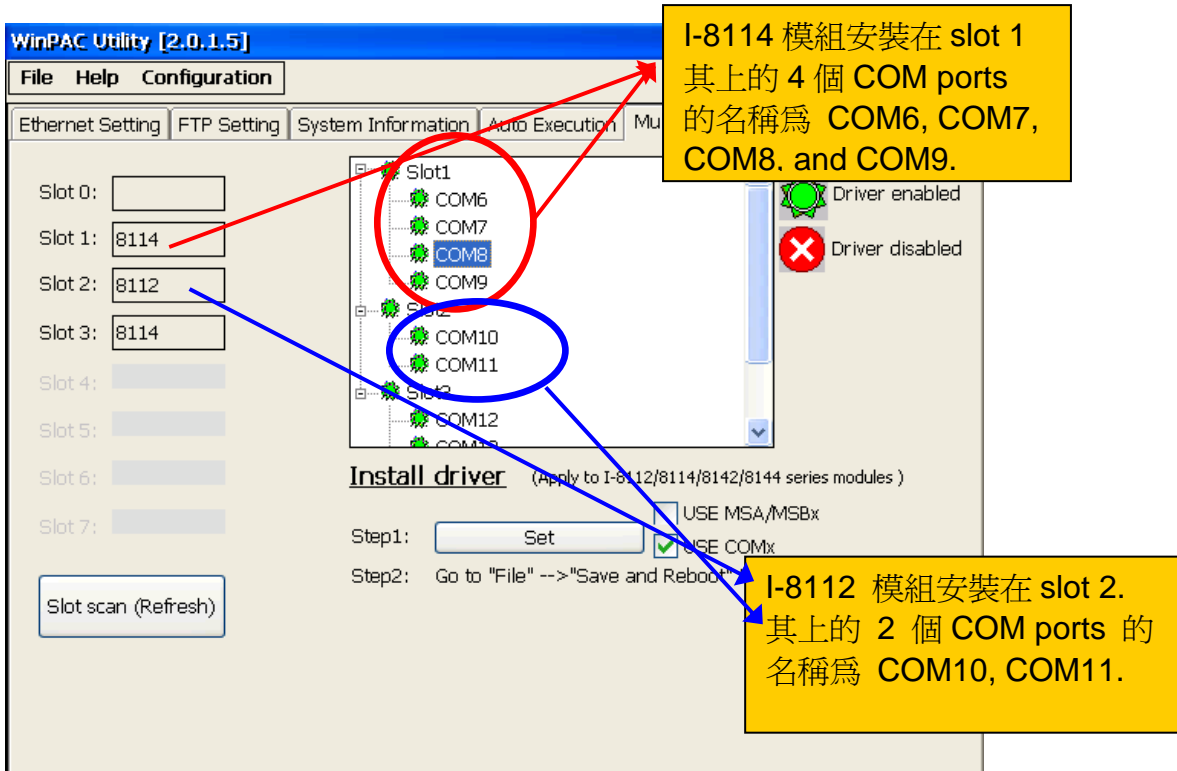 WinPAC Utility [2.0.1.5]
File Help Configuration
Ethernet Setting FTP Setting System Information Auto Execution Mu
I-8114 模組安裝在 slot 1
其上的 4 個 COM ports
的名稱爲 COM6, COM7,
COM8, and COM9.
Slot 0:
Slot 1: 8114
Slot 2: 8112
Slot 3: 8114
Slot 4:
Slot 5:
Slot 6:
Slot 7:
Slot scan (Refresh)
Slot1
COM6
COM7
COM8
COM9
Slot2
COM10
COM11
Slot3
COM12
Driver enabled
Driver disabled
Install driver (Apply to I-8112/8114/8142/8144 series modules )
USE MSA/MSBx
Step1: Set
USE COMx
Step2: Go to "File" -->"Save and Reboot"
I-8112 模組安裝在 slot 2.
其上的 2 個 COM ports 的
名稱爲 COM10, COM11.